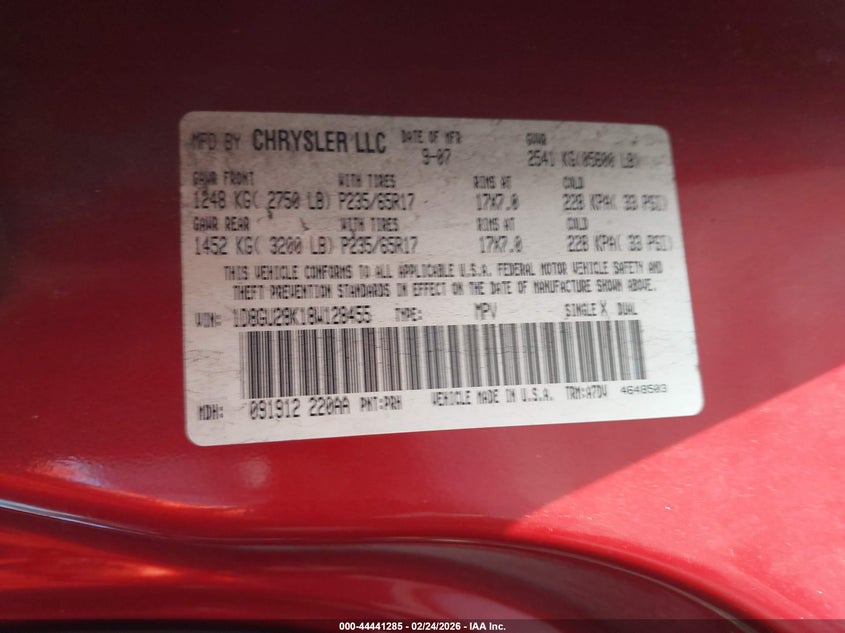 MFD BY CHRYSLER LLC DATE OF MFR GVWR
9-07 2541 KG(05600 LB)
GAWR FRONT WITH TIRES RIMS AT COLD
1248 KG( 2750 LB) P235/65R17 17X7.0 228 KPA( 33 PSI)
GAWR REAR WITH TIRES RIMS AT COLD
1452 KG( 3200 LB) P235/65R17 17X7.0 228 KPA( 33 PSI)
THIS VEHICLE CONFORMS TO ALL APPLICABLE U.S.A. FEDERAL MOTOR VEHICLE SAFETY AND
THEFT PREVENTION STANDARDS IN EFFECT ON THE DATE OF MANUFACTURE SHOWN ABOVE.
VIN: 1D8GU28K18W128455 TYPE: MPV SINGLE X DUAL
MDH: 091912 220AA PNT:PRH VEHICLE MADE IN U.S.A. TRM:A7DV 4648503
000-44441285 - 02/24/2026 - IAA Inc.